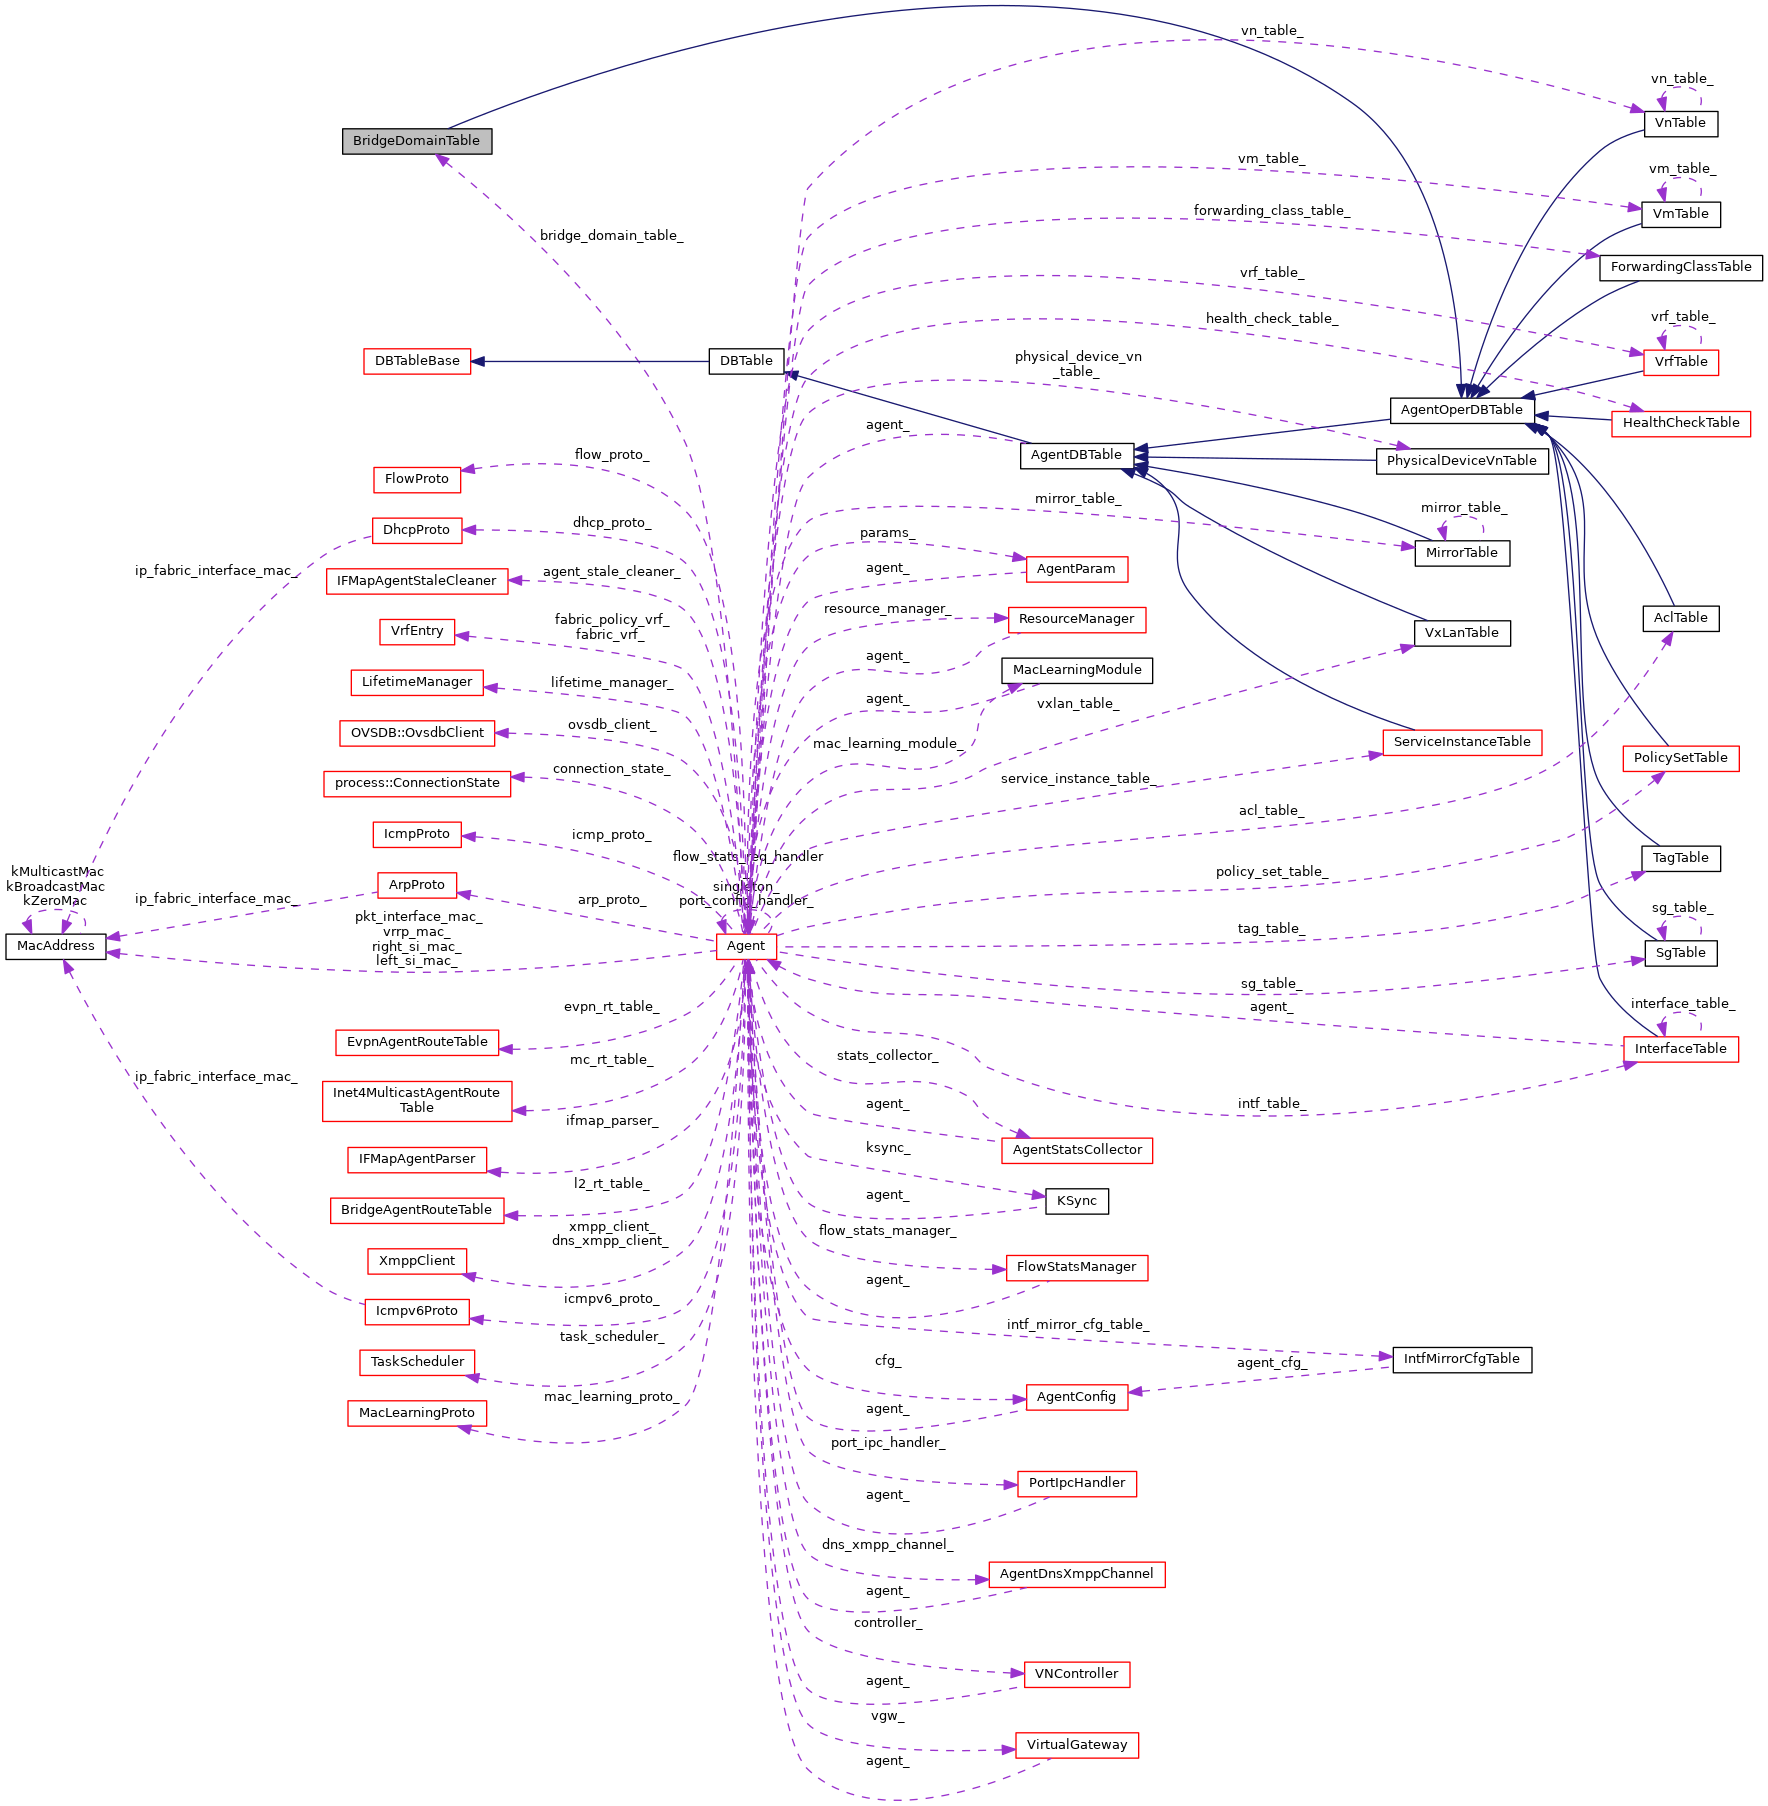 vn_table_
vn_table_
VnTable
BridgeDomainTable
vm_table_
vm_table_
forwarding_class_table_
VmTable
bridge_domain_table_
ForwardingClassTable
vrf_table_
health_check_table_
vrf_table_
physical_device_vn
_table_
DBTableBase
DBTable
VrfTable
AgentOperDBTable
HealthCheckTable
agent_
AgentDBTable
PhysicalDeviceVnTable
flow_proto_
FlowProto
mirror_table_
mirror_table_
dhcp_proto_
DhcpProto
params_
MirrorTable
ip_fabric_interface_mac_
agent_stale_cleaner_
IFMapAgentStaleCleaner
agent_
AgentParam
resource_manager_
ResourceManager
AclTable
fabric_policy_vrf_
fabric_vrf_
VrfEntry
VxLanTable
agent_
MacLearningModule
lifetime_manager_
LifetimeManager
agent_
vxlan_table_
ovsdb_client_
OVSDB::OvsdbClient
mac_learning_module_
ServiceInstanceTable
PolicySetTable
connection_state_
process::ConnectionState
service_instance_table_
acl_table_
icmp_proto_
IcmpProto
flow_stats_req_handler
_
singleton_
port_config_handler_
TagTable
policy_set_table_
kMulticastMac
kBroadcastMac
kZeroMac
ip_fabric_interface_mac_
ArpProto
arp_proto_
sg_table_
pkt_interface_mac_
vrrp_mac_
right_si_mac_
left_si_mac_
MacAddress
Agent
tag_table_
SgTable
sg_table_
evpn_rt_table_
agent_
interface_table_
EvpnAgentRouteTable
InterfaceTable
mc_rt_table_
stats_collector_
ip_fabric_interface_mac_
Inet4MulticastAgentRoute
Table
agent_
intf_table_
ifmap_parser_
IFMapAgentParser
AgentStatsCollector
ksync_
l2_rt_table_
BridgeAgentRouteTable
agent_
KSync
xmpp_client_
dns_xmpp_client_
flow_stats_manager_
XmppClient
FlowStatsManager
agent_
icmpv6_proto_
Icmpv6Proto
intf_mirror_cfg_table_
task_scheduler_
TaskScheduler
cfg_
agent_cfg_
IntfMirrorCfgTable
mac_learning_proto_
MacLearningProto
AgentConfig
agent_
port_ipc_handler_
PortIpcHandler
agent_
dns_xmpp_channel_
AgentDnsXmppChannel
agent_
controller_
VNController
agent_
vgw_
VirtualGateway
agent_